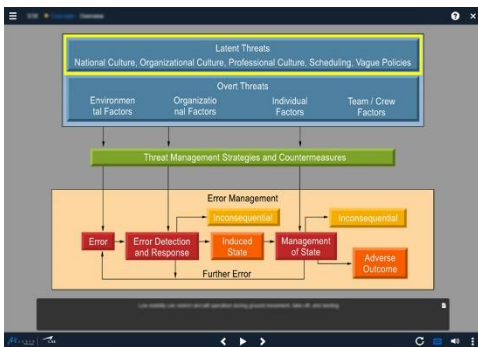 Latent Threats
National Culture, Organizational Culture, Professional Culture, Scheduling, Vague Policies
Overt Threats
Environmen
tal Factors
Organizatio
nal Factors
Individual
Factors
Team / Crew
Factors
Threat Management Strategies and Countermeasures
Error Management
Inconsequential
Inconsequential
Error
Error Detection
and Response
Induced
State
Management
of State
Adverse
Outcome
Further Error